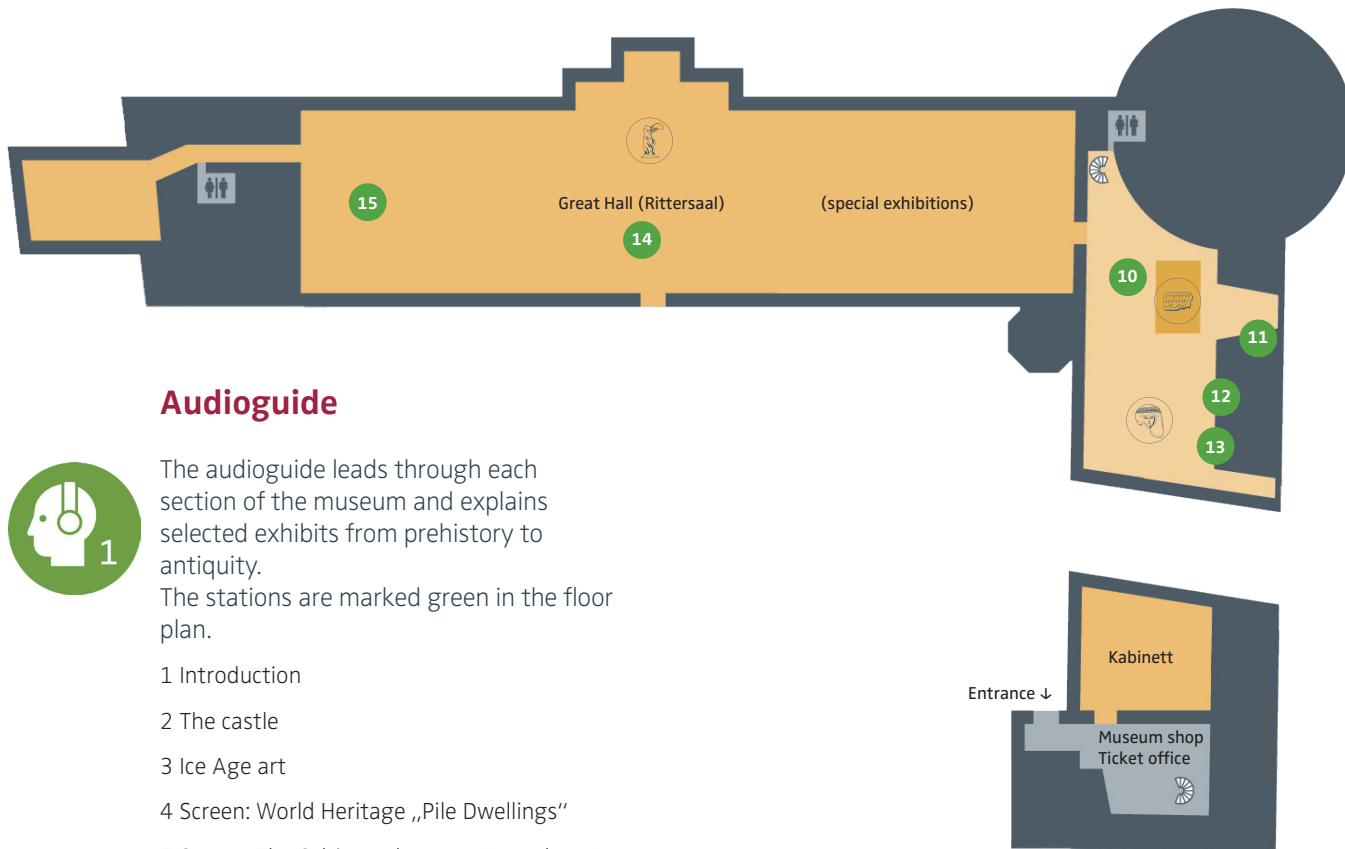 15
Great Hall (Rittersaal)
(special exhibitions)
14
10
11
12
13
Audioguide
The audioguide leads through each
section of the museum and explains
selected exhibits from prehistory to
antiquity.
The stations are marked green in the floor
plan.
1
1 Introduction
2 The castle
3 Ice Age art
4 Screen: World Heritage ,,Pile Dwellings“
Kabinett
Entrance ↓
Museum shop
Ticket office